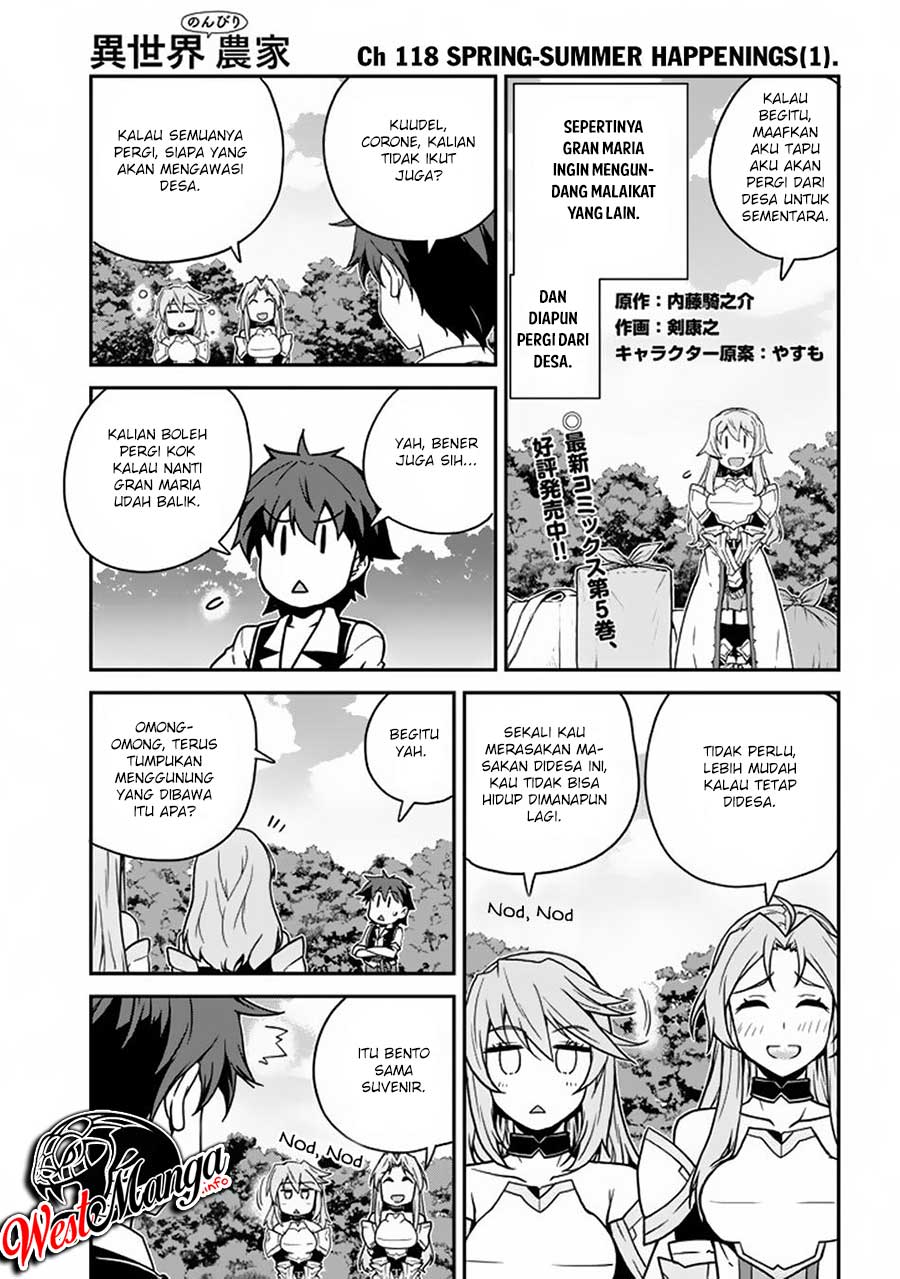 異世界
のんびり
農家
Ch 118 SPRING-SUMMER HAPPENINGS(1).
KALAU
BEGITU,
MAAFKAN
AKU TAPU
AKU AKAN
PERGI DARI
DESA UNTUK
SEMENTARA.
SEPERTINYA
GRAN MARIA
INGIN MENGUN-
DANG MALAIKAT
YANG LAIN.
DAN
DIAPUN
PERGI DARI
DESA.
原作：内藤騎之介
作画：剣康之
キャラクター原案：やすも
◎最新コミックス第5巻、
好評発売中!!
KUUDEL,
CORONE, KALIAN
TIDAK IKUT
JUGA?
KALAU SEMUANYA
PERGI, SIAPA YANG
AKAN MENGAWASI
DESA.
YAH, BENER
JUGA SIH...
KALIAN BOLEH
PERGI KOK
KALAU NANTI
GRAN MARIA
UDAH BALIK.
TIDAK PERLU,
LEBIH MUDAH
KALAU TETAP
DIDESA.
SEKALI KAU
MERASAKAN MA-
SAKAN DIDESA INI,
KAU TIDAK BISA
HIDUP DIMANAPUN
LAGI.
Nod, Nod
BEGITU
YAH.
OMONG-
OMONG, TERUS
TUMPUKAN
MENGGUNUNG
YANG DIBAWA
ITU APA?
ITU BENTO
SAMA
SUVENIR.
Nod, Nod
WestManga
.info